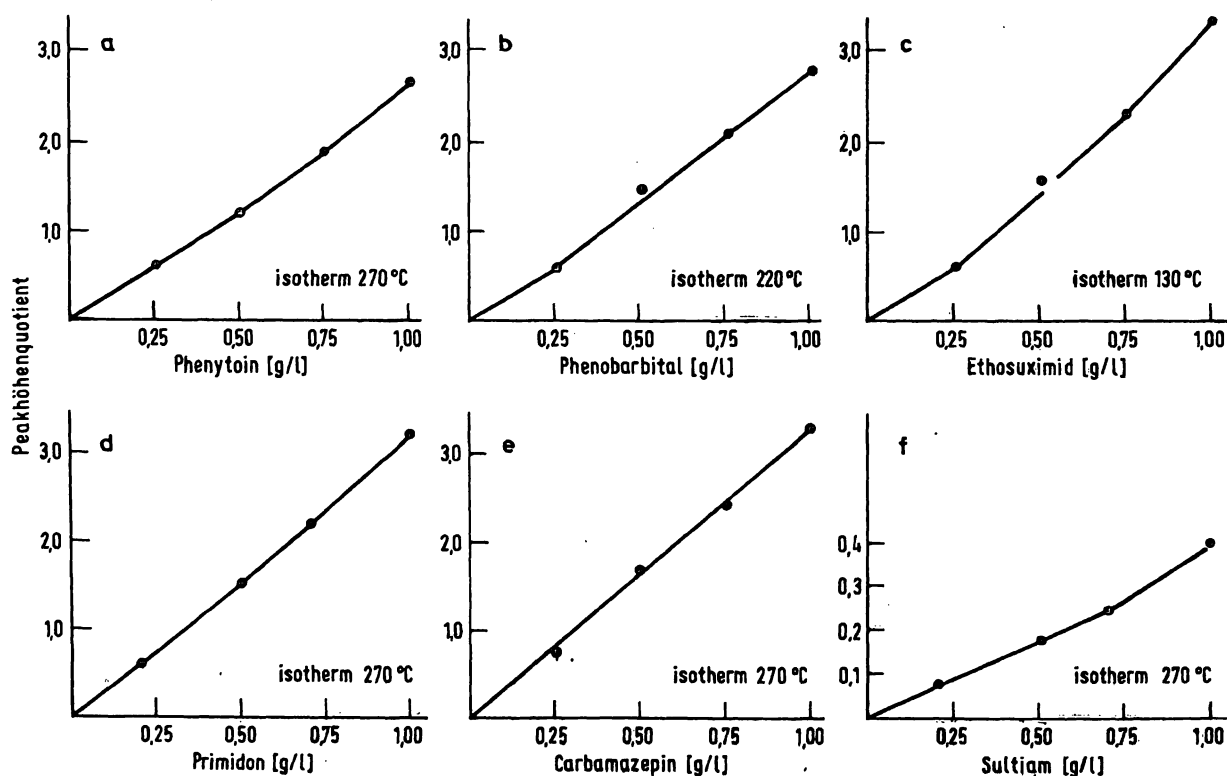 Peakhöhenquotient
a
3,0
2,0
1,0
isotherm 270°C
0,25 0,50 0,75 1,00
Phenytoin [g/l]
b
3,0
2,0
1,0
isotherm 220°C
0,25 0,50 0,75 1,00
Phenobarbital [g/l]
c
3,0
2,0
1,0
isotherm 130°C
0,25 0,50 0,75 1,00
Ethosuximid [g/l]
d
3,0
2,0
1,0
isotherm 270°C
0,25 0,50 0,75 1,00
Primidon [g/l]
e
3,0
2,0
1,0
isotherm 270°C
0,25 0,50 0,75 1,00
Carbamazepin [g/l]
f
0,4
0,3
0,2
0,1
isotherm 270°C
0,25 0,50 0,75 1,00
Sultiam [g/l]